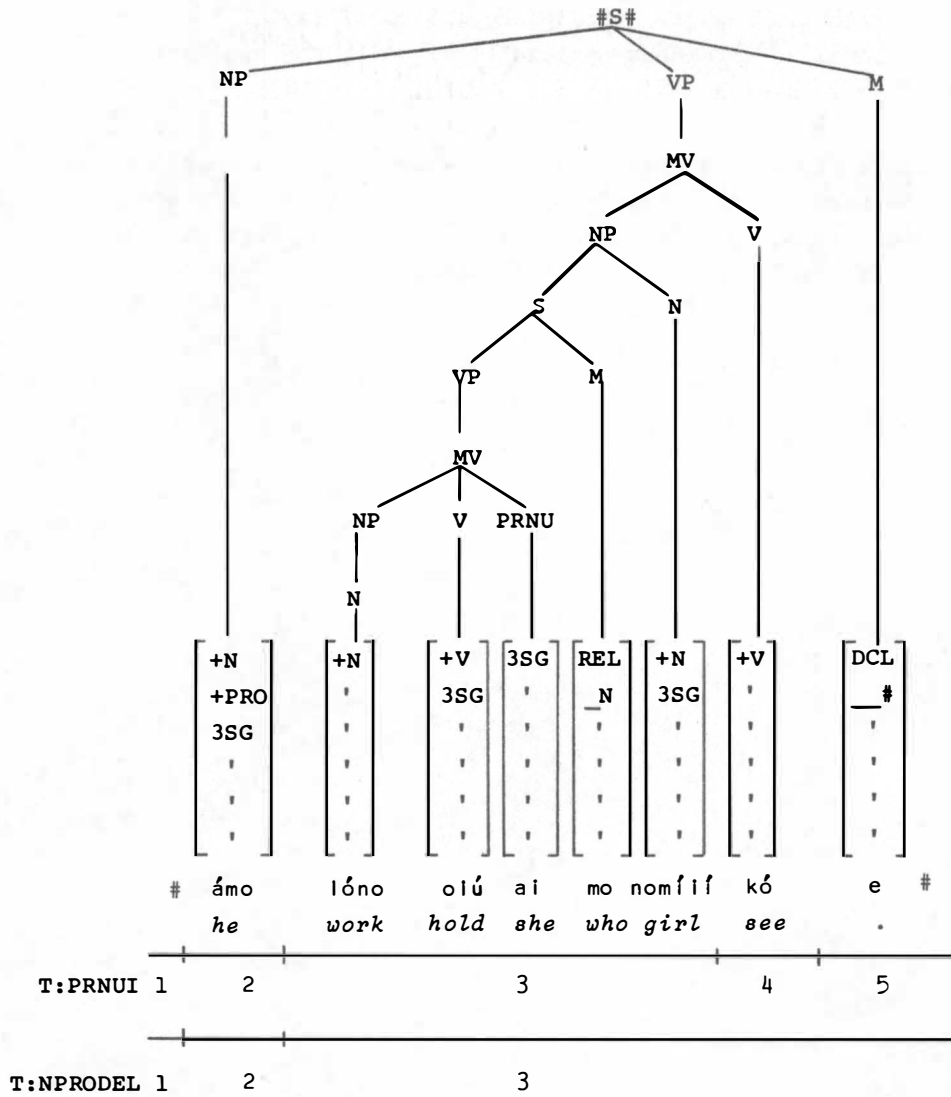 #S#
NP VP M
MV
NP V
S N
VP M
MV
NP V PRNU
N
+N +N +V 3SG REL +N +V DCL
+PRO ' 3SG ' _N 3SG ' __#
3SG ' ' ' ' ' ' '
' ' ' ' ' ' ' '
' ' ' ' ' ' ' '
' ' ' ' ' ' ' '
# ámo lóno olú ai mo nomíií kó e #
he work hold she who girl see .
T:PRNUI 1 2 3 4 5
T:NPRODEL 1 2 3